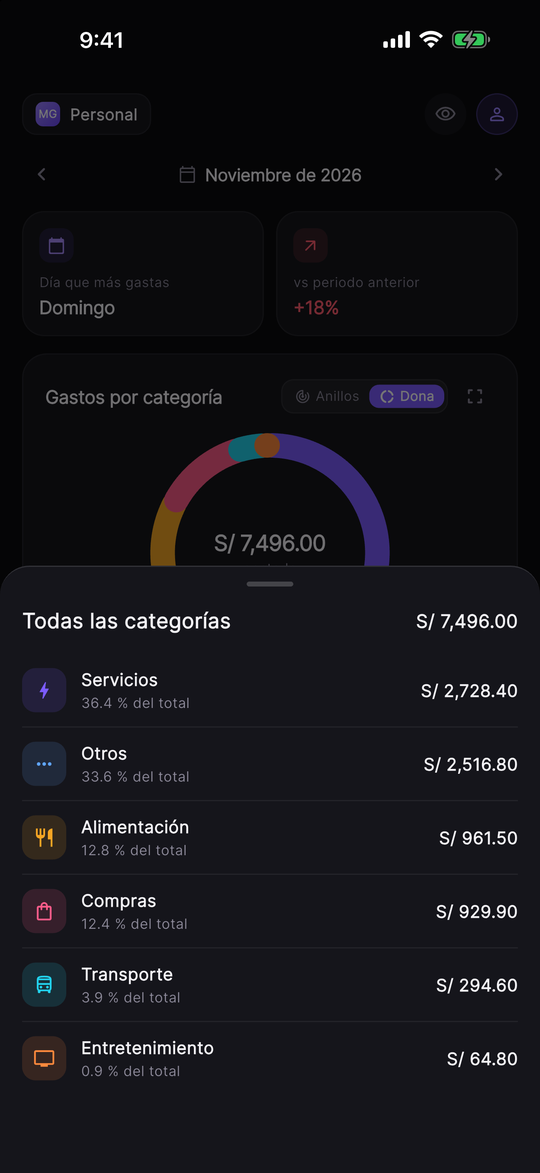 9:41
MG Personal
Noviembre de 2026
Día que más gastas
Domingo
vs periodo anterior
+18%
Gastos por categoría
Anillos
Dona
S/ 7,496.00
Todas las categorías
S/ 7,496.00
Servicios
36.4 % del total
S/ 2,728.40
Otros
33.6 % del total
S/ 2,516.80
Alimentación
12.8 % del total
S/ 961.50
Compras
12.4 % del total
S/ 929.90
Transporte
3.9 % del total
S/ 294.60
Entretenimiento
0.9 % del total
S/ 64.80